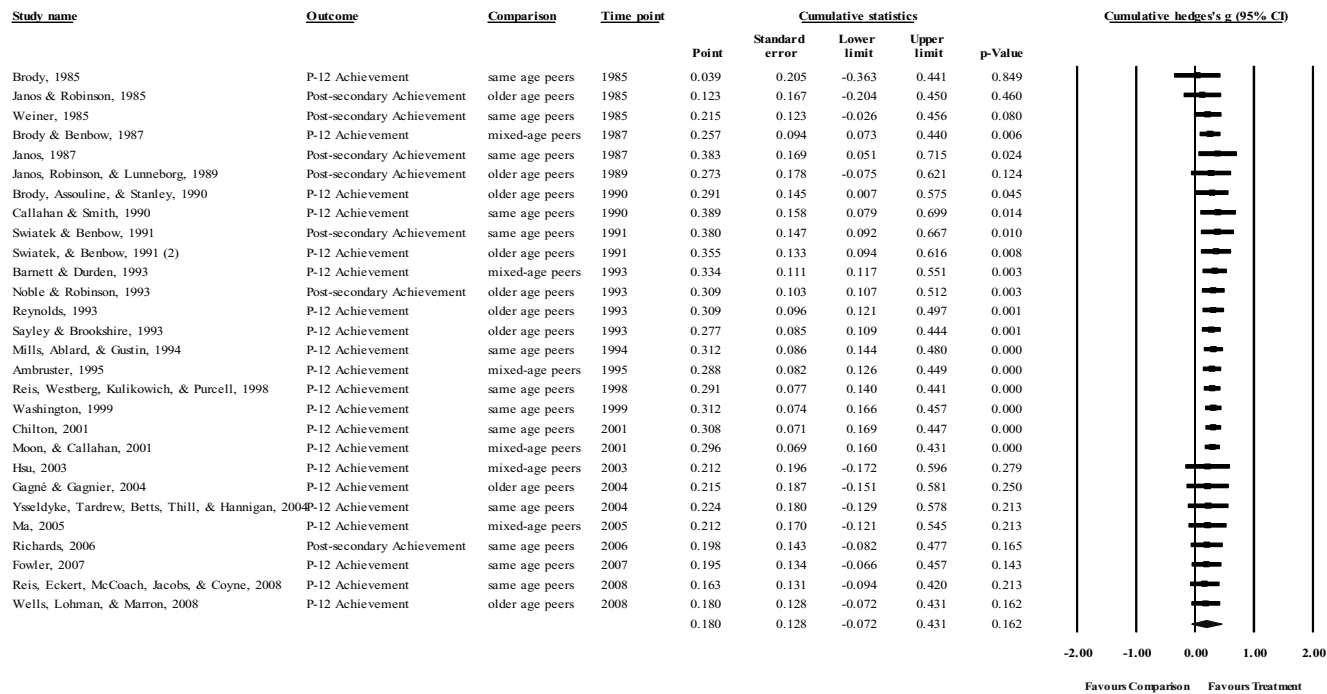 Study name Outcome Comparison Time point Cumulative statistics Cumulative hedges's g (95% CI)
Standard Lower Upper
Point error limit limit p-Value
Brody, 1985 P-12 Achievement same age peers 1985 0.039 0.205 -0.363 0.441 0.849
Janos & Robinson, 1985 Post-secondary Achievement older age peers 1985 0.123 0.167 -0.204 0.450 0.460
Weiner, 1985 Post-secondary Achievement same age peers 1985 0.215 0.123 -0.026 0.456 0.080
Brody & Benbow, 1987 P-12 Achievement mixed-age peers 1987 0.257 0.094 0.073 0.440 0.006
Janos, 1987 Post-secondary Achievement same age peers 1987 0.383 0.169 0.051 0.715 0.024
Janos, Robinson, & Lunneborg, 1989 Post-secondary Achievement older age peers 1989 0.273 0.178 -0.075 0.621 0.124
Brody, Assouline, & Stanley, 1990 P-12 Achievement older age peers 1990 0.291 0.145 0.007 0.575 0.045
Callahan & Smith, 1990 P-12 Achievement same age peers 1990 0.389 0.158 0.079 0.699 0.014
Swiatek & Benbow, 1991 Post-secondary Achievement same age peers 1991 0.380 0.147 0.092 0.667 0.010
Swiatek, & Benbow, 1991 (2) P-12 Achievement older age peers 1991 0.355 0.133 0.094 0.616 0.008
Barnett & Durden, 1993 P-12 Achievement mixed-age peers 1993 0.334 0.111 0.117 0.551 0.003
Noble & Robinson, 1993 Post-secondary Achievement older age peers 1993 0.309 0.103 0.107 0.512 0.003
Reynolds, 1993 P-12 Achievement older age peers 1993 0.309 0.096 0.121 0.497 0.001
Sayley & Brookshire, 1993 P-12 Achievement older age peers 1993 0.277 0.085 0.109 0.444 0.001
Mills, Ablard, & Gustin, 1994 P-12 Achievement same age peers 1994 0.312 0.086 0.144 0.480 0.000
Ambruster, 1995 P-12 Achievement mixed-age peers 1995 0.288 0.082 0.126 0.449 0.000
Reis, Westberg, Kulikowich, & Purcell, 1998 P-12 Achievement same age peers 1998 0.291 0.077 0.140 0.441 0.000
Washington, 1999 P-12 Achievement same age peers 1999 0.312 0.074 0.166 0.457 0.000
Chilton, 2001 P-12 Achievement same age peers 2001 0.308 0.071 0.169 0.447 0.000
Moon, & Callahan, 2001 P-12 Achievement mixed-age peers 2001 0.296 0.069 0.160 0.431 0.000
Hsu, 2003 P-12 Achievement mixed-age peers 2003 0.212 0.196 -0.172 0.596 0.279
Gagné & Gagnier, 2004 P-12 Achievement older age peers 2004 0.215 0.187 -0.151 0.581 0.250
Ysseldyke, Tardrew, Betts, Thill, & Hannigan, 2004 P-12 Achievement same age peers 2004 0.224 0.180 -0.129 0.578 0.213
Ma, 2005 P-12 Achievement mixed-age peers 2005 0.212 0.170 -0.121 0.545 0.213
Richards, 2006 Post-secondary Achievement same age peers 2006 0.198 0.143 -0.082 0.477 0.165
Fowler, 2007 P-12 Achievement same age peers 2007 0.195 0.134 -0.066 0.457 0.143
Reis, Eckert, McCoach, Jacobs, & Coyne, 2008 P-12 Achievement same age peers 2008 0.163 0.131 -0.094 0.420 0.213
Wells, Lohman, & Marron, 2008 P-12 Achievement older age peers 2008 0.180 0.128 -0.072 0.431 0.162
0.180 0.128 -0.072 0.431 0.162
-2.00 -1.00 0.00 1.00 2.00
Favours Comparison Favours Treatment